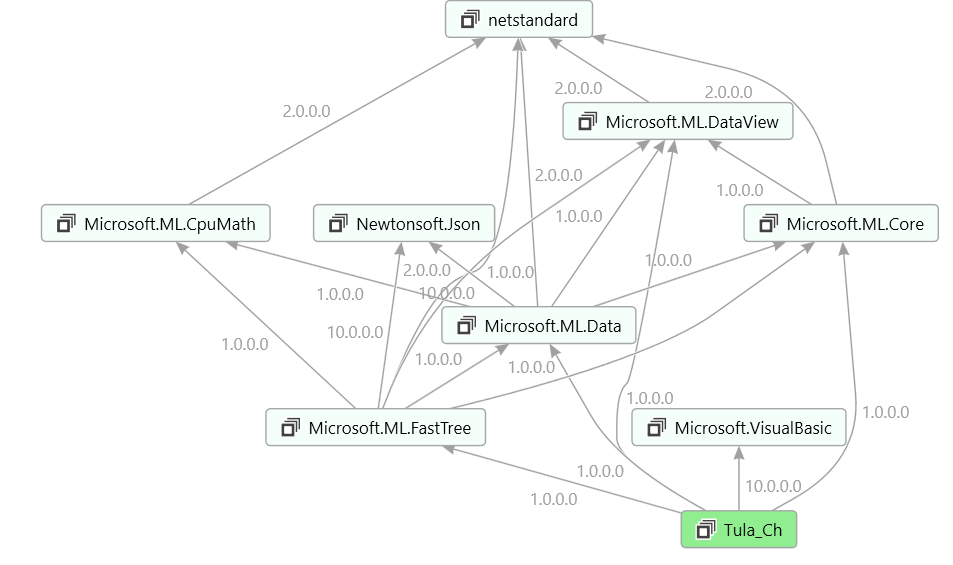 netstandard
2.0.0.0
2.0.0.0
2.0.0.0
Microsoft.ML.DataView
2.0.0.0
1.0.0.0
1.0.0.0
Microsoft.ML.CpuMath
Newtonsoft.Json
Microsoft.ML.Core
1.0.0.0
2.0.0.0
1.0.0.0
1.0.0.0
10.0.0.0
Microsoft.ML.Data
10.0.0.0
1.0.0.0
1.0.0.0
1.0.0.0
1.0.0.0
Microsoft.ML.FastTree
Microsoft.VisualBasic
1.0.0.0
1.0.0.0
1.0.0.0
10.0.0.0
Tula_Ch